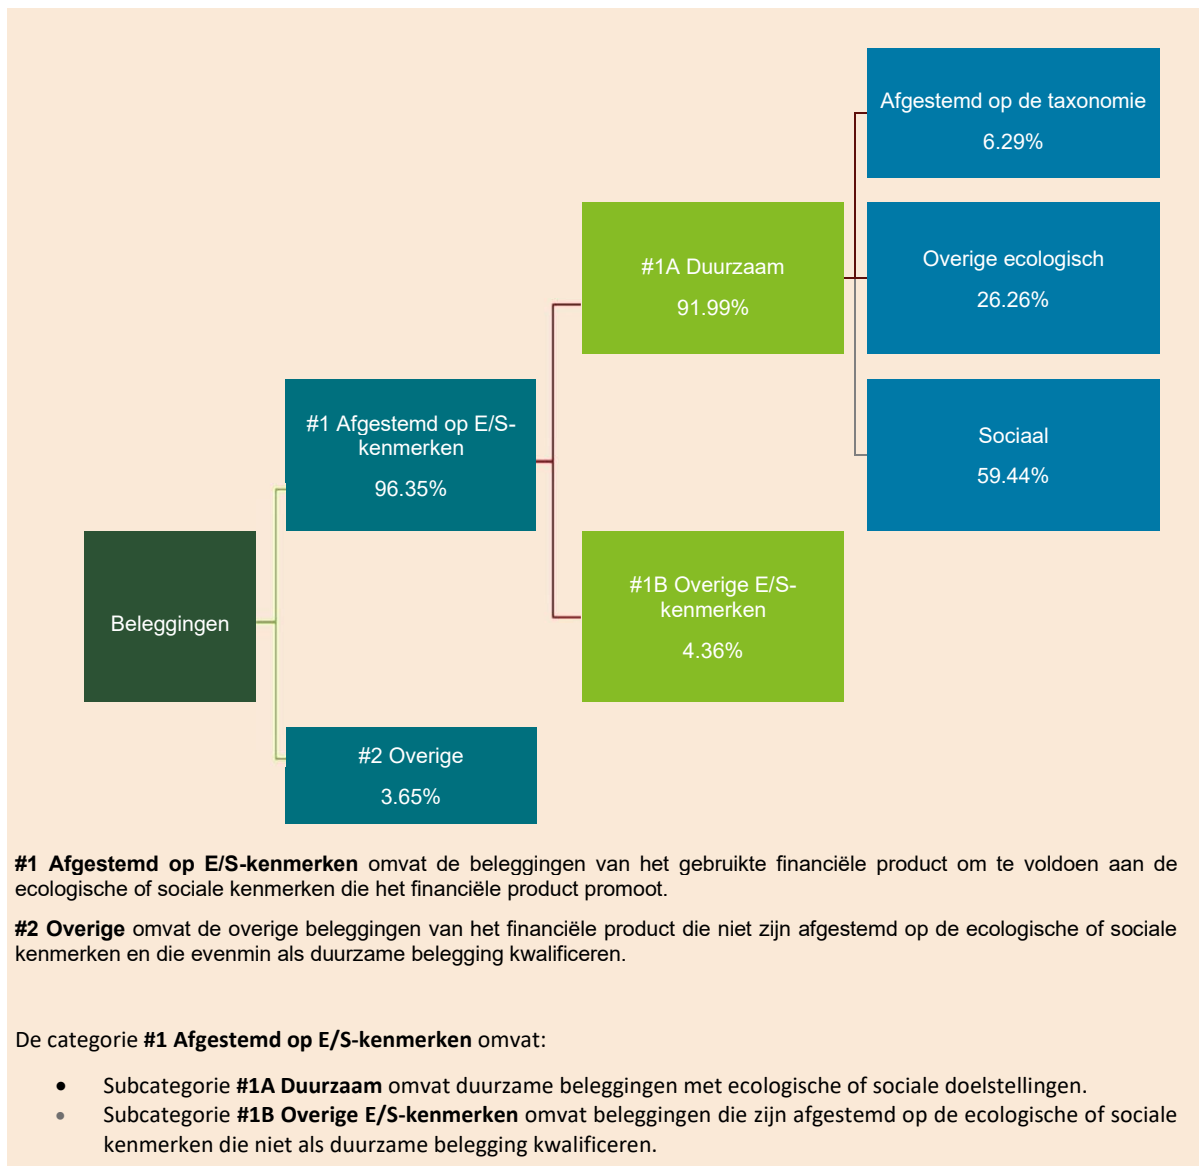 Afgestemd op de taxonomie
6.29%
#1A Duurzaam
91.99%
Overige ecologisch
26.26%
#1 Afgestemd op E/S-
kenmerken
96.35%
Sociaal
59.44%
Beleggingen
#1B Overige E/S-
kenmerken
4.36%
#2 Overige
3.65%
#1 Afgestemd op E/S-kenmerken omvat de beleggingen van het gebruikte financiële product om te voldoen aan de
ecologische of sociale kenmerken die het financiële product promoot.
#2 Overige omvat de overige beleggingen van het financiële product die niet zijn afgestemd op de ecologische of sociale
kenmerken en die evenmin als duurzame belegging kwalificeren.
De categorie #1 Afgestemd op E/S-kenmerken omvat:
• Subcategorie #1A Duurzaam omvat duurzame beleggingen met ecologische of sociale doelstellingen.
• Subcategorie #1B Overige E/S-kenmerken omvat beleggingen die zijn afgestemd op de ecologische of sociale
kenmerken die niet als duurzame belegging kwalificeren.